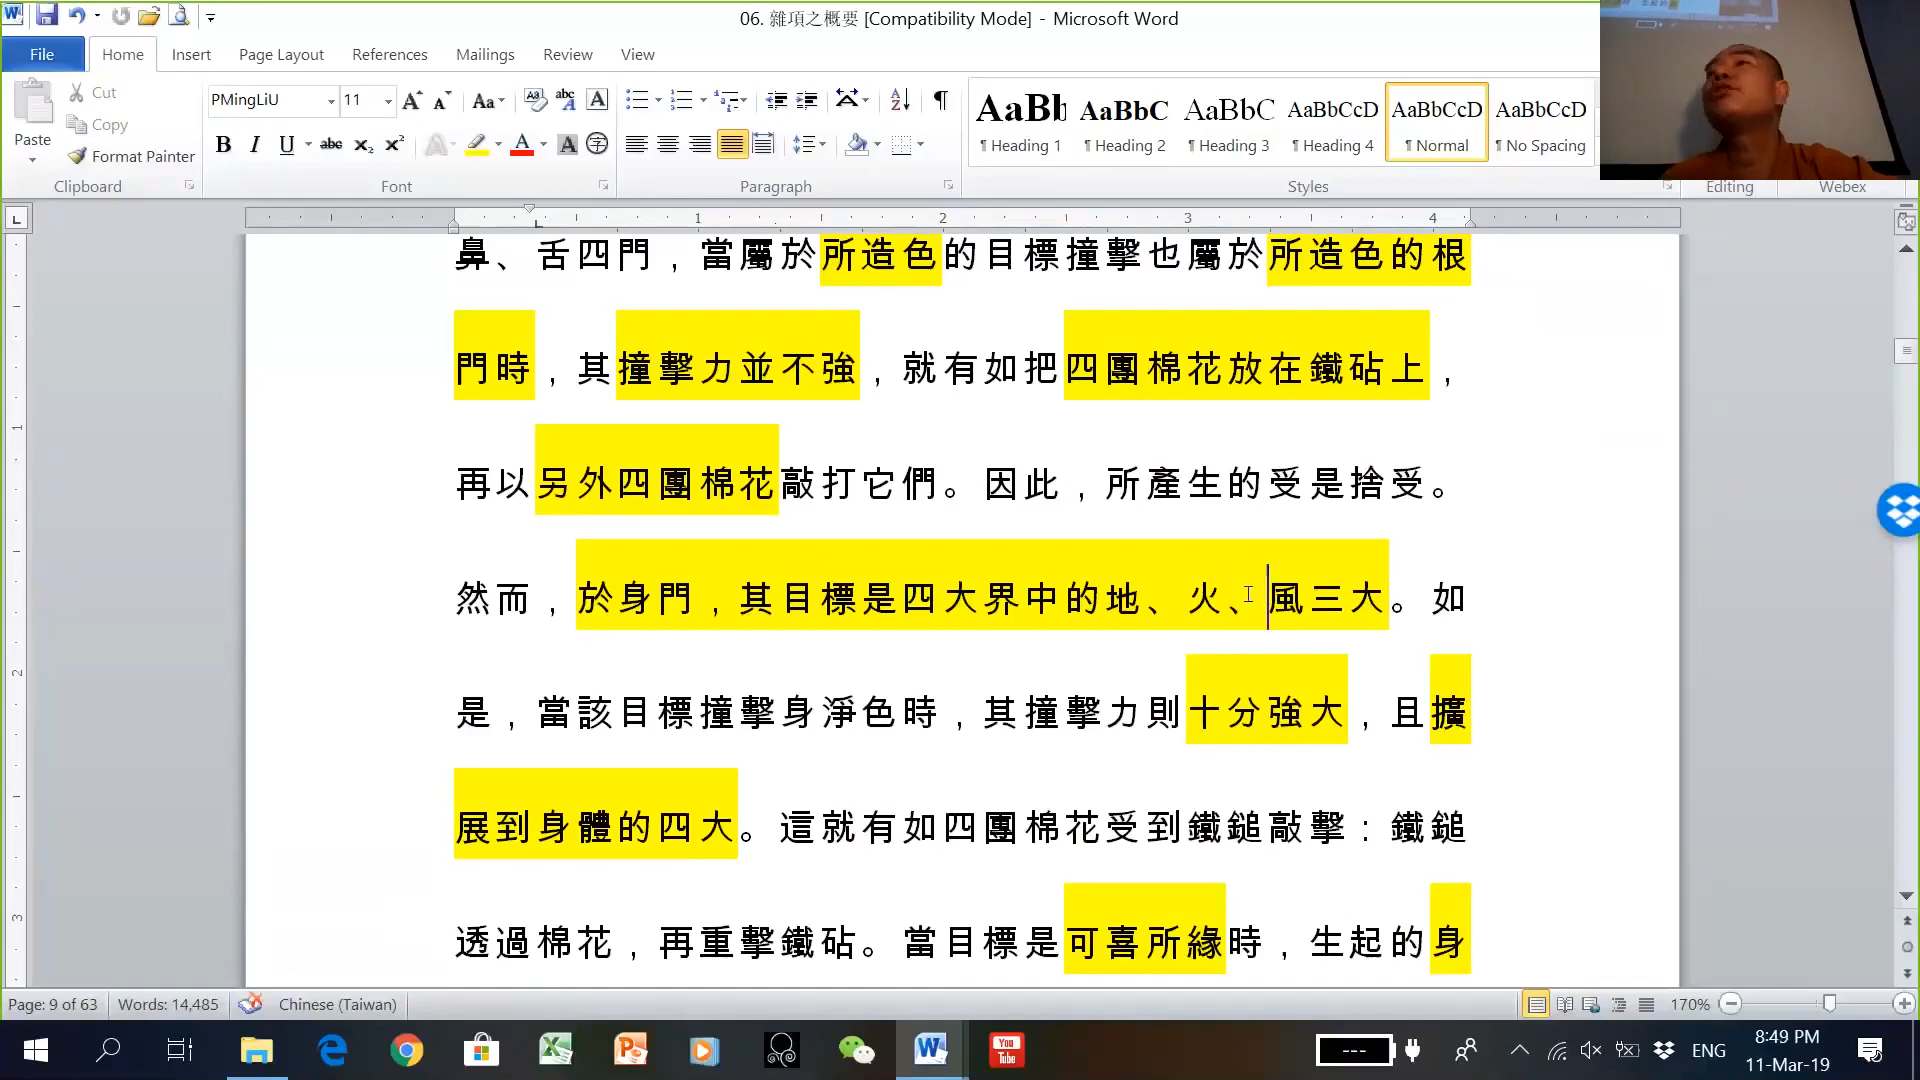 06. 雜項之概要 [Compatibility Mode] - Microsoft Word
File Home Insert Page Layout References Mailings Review View
Paste
Cut
Copy
Format Painter
Clipboard
PMingLiU 11
Font
Paragraph
AaBb AaBbC AaBbC AaBbCcD AaBbCcD AaBbCcD
¶ Heading 1 ¶ Heading 2 ¶ Heading 3 ¶ Heading 4 ¶ Normal ¶ No Spacing
Styles
Editing
Webex
1 2 3 4
鼻、舌四門，當屬於所造色的目標撞擊也屬於所造色的根
門時，其撞擊力並不強，就有如把四團棉花放在鐵砧上，
再以另外四團棉花敲打它們。因此，所產生的受是捨受。
然而，於身門，其目標是四大界中的地、火、風三大。如
是，當該目標撞擊身淨色時，其撞擊力則十分強大，且擴
展到身體的四大。這就有如四團棉花受到鐵鎚敲擊：鐵鎚
透過棉花，再重擊鐵砧。當目標是可喜所緣時，生起的身
1
2
3
Page: 9 of 63 Words: 14,485 Chinese (Taiwan) 170%
You Tube
--- ENG 8:49 PM
11-Mar-19